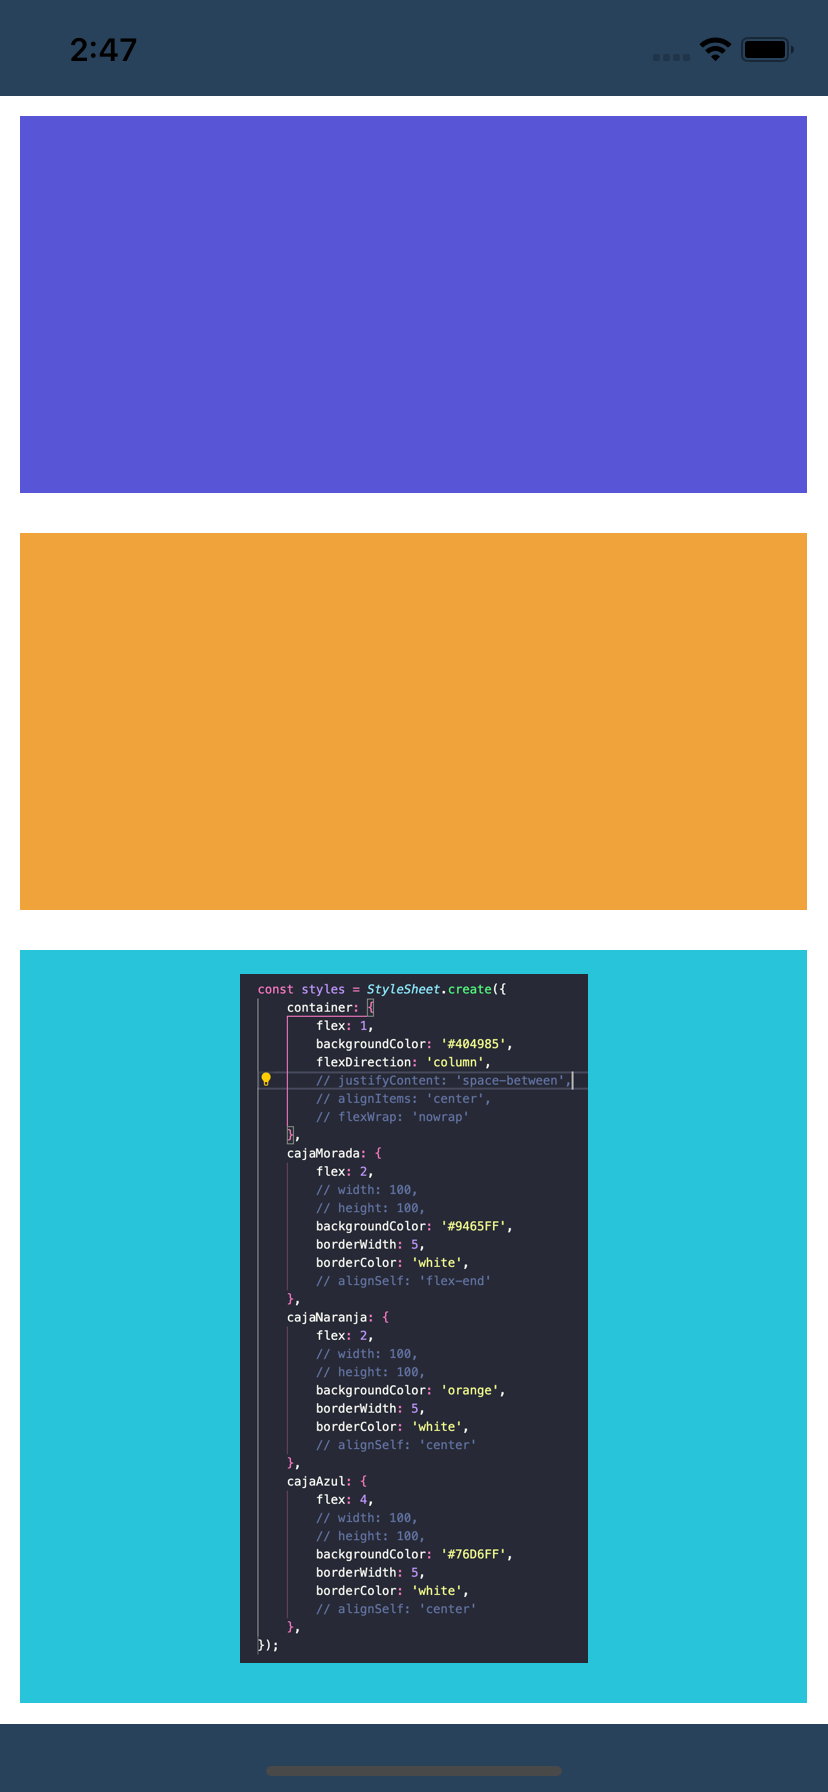 2:47
const styles = StyleSheet.create({
container: {
flex: 1,
backgroundColor: '#404985',
flexDirection: 'column',
// justifyContent: 'space-between',
// alignItems: 'center',
// flexWrap: 'nowrap'
},
cajaMorada: {
flex: 2,
// width: 100,
// height: 100,
backgroundColor: '#9465FF',
borderWidth: 5,
borderColor: 'white',
// alignSelf: 'flex-end'
},
cajaNaranja: {
flex: 2,
// width: 100,
// height: 100,
backgroundColor: 'orange',
borderWidth: 5,
borderColor: 'white',
// alignSelf: 'center'
},
cajaAzul: {
flex: 4,
// width: 100,
// height: 100,
backgroundColor: '#76D6FF',
borderWidth: 5,
borderColor: 'white',
// alignSelf: 'center'
},
});